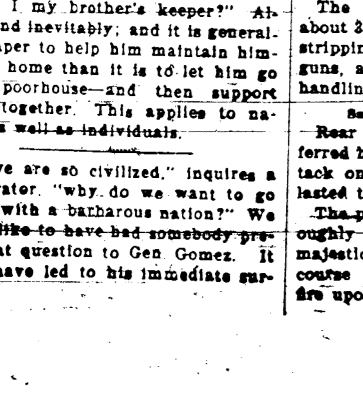 I my brother's keeper?" Al-
nd inevitably; and it is general-
aper to help him maintain him-
home than it is to let him go
poorhouse—and then support
together. This applies to na-
s well as individuals.
ve are so civilized," inquires a
rator, "why do we want to go
with a barbarous nation?" We
like to have had somebody pre-
at question to Gen Gomez. It
have led to his immediate sur-
The
about 3
strippin
guns, a
handlin
Rear
ferred b
tack on
lasted t
The p
oughly
majestic
course
fire upo